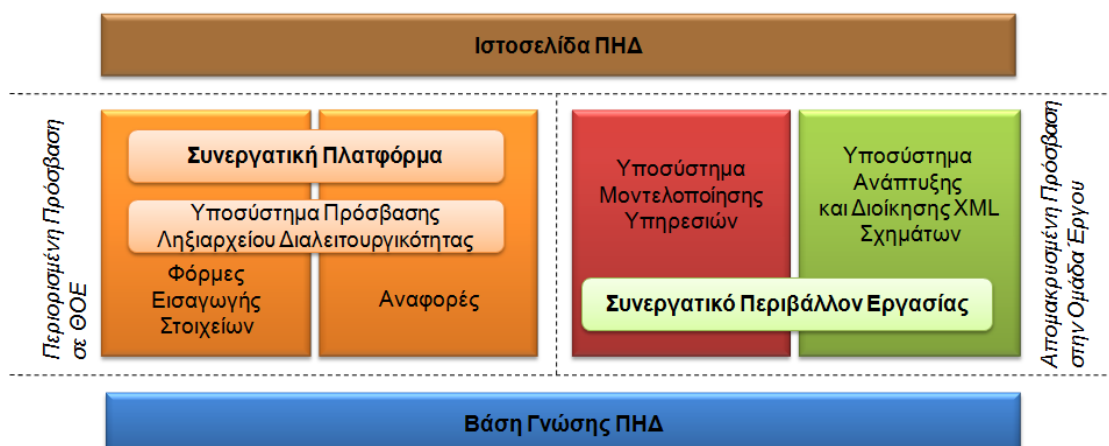 Ιστοσελίδα ΠΗΔ
Περιορισμένη Πρόσβαση
σε ΘΟΕ
Συνεργατική Πλατφόρμα
Υποσύστημα Πρόσβασης
Ληξιαρχείου Διαλειτουργικότητας
Φόρμες
Εισαγωγής
Στοιχείων
Αναφορές
Υποσύστημα
Μοντελοποίησης
Υπηρεσιών
Υποσύστημα
Ανάπτυξης
και Διοίκησης XML
Σχημάτων
Συνεργατικό Περιβάλλον Εργασίας
Απομακρυσμένη Πρόσβαση
στην Ομάδα Έργου
Βάση Γνώσης ΠΗΔ